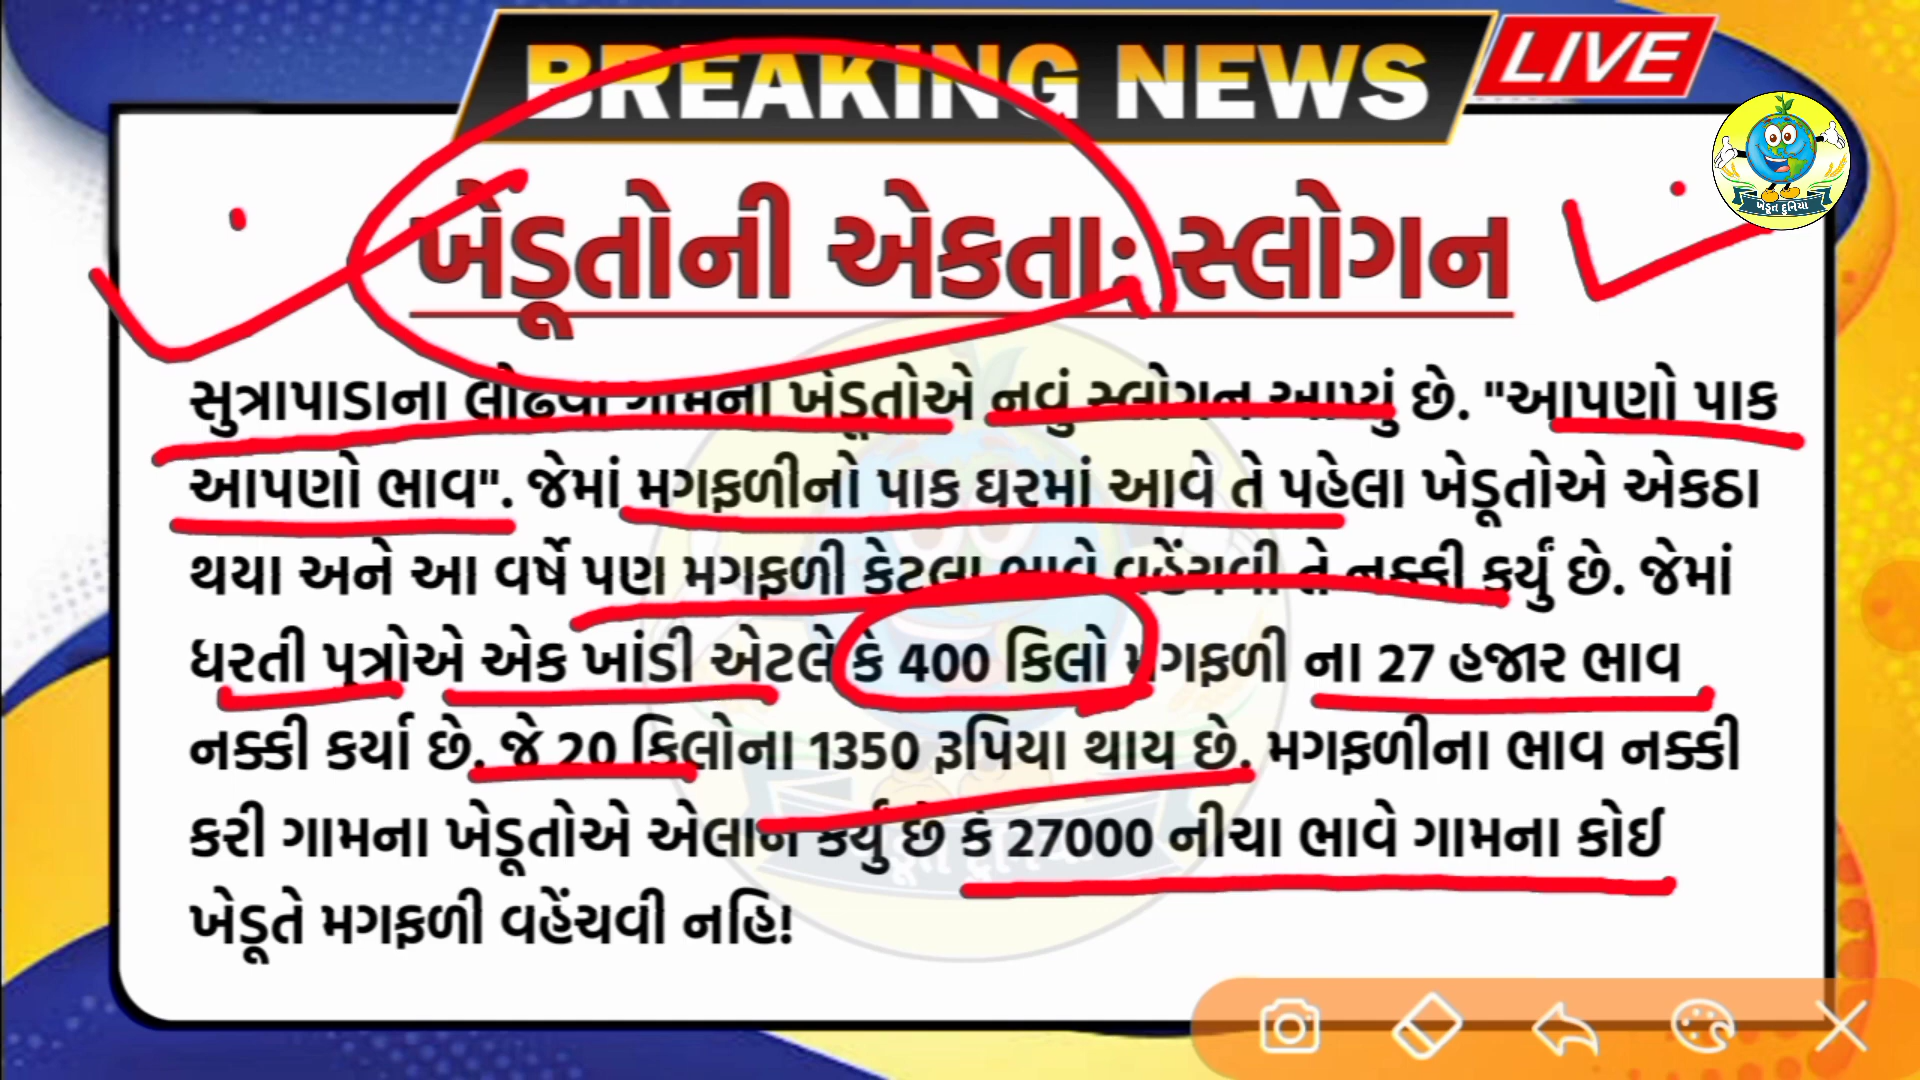 BREAKING NEWS
LIVE
ખેડૂત દુનિયા
ખેડૂતોની એકતા: સ્લોગન
સુત્રાપાડાના લોઢવા ગામના ખેડૂતોએ નવું સ્લોગન આપ્યું છે. "આપણો પાક
આપણો ભાવ". જેમાં મગફળીનો પાક ઘરમાં આવે તે પહેલા ખેડૂતોએ એકઠા
થયા અને આ વર્ષે પણ મગફળી કેટલા ભાવે વહેંચવી તે નક્કી કર્યું છે. જેમાં
ધરતી પૂત્રોએ એક ખાંડી એટલે કે 400 કિલો મગફળી ના 27 હજાર ભાવ
નક્કી કર્યા છે. જે 20 કિલોના 1350 રૂપિયા થાય છે. મગફળીના ભાવ નક્કી
કરી ગામના ખેડૂતોએ એલાન કર્યું છે કે 27000 નીચા ભાવે ગામના કોઈ
ખેડૂતે મગફળી વહેંચવી નહિ!